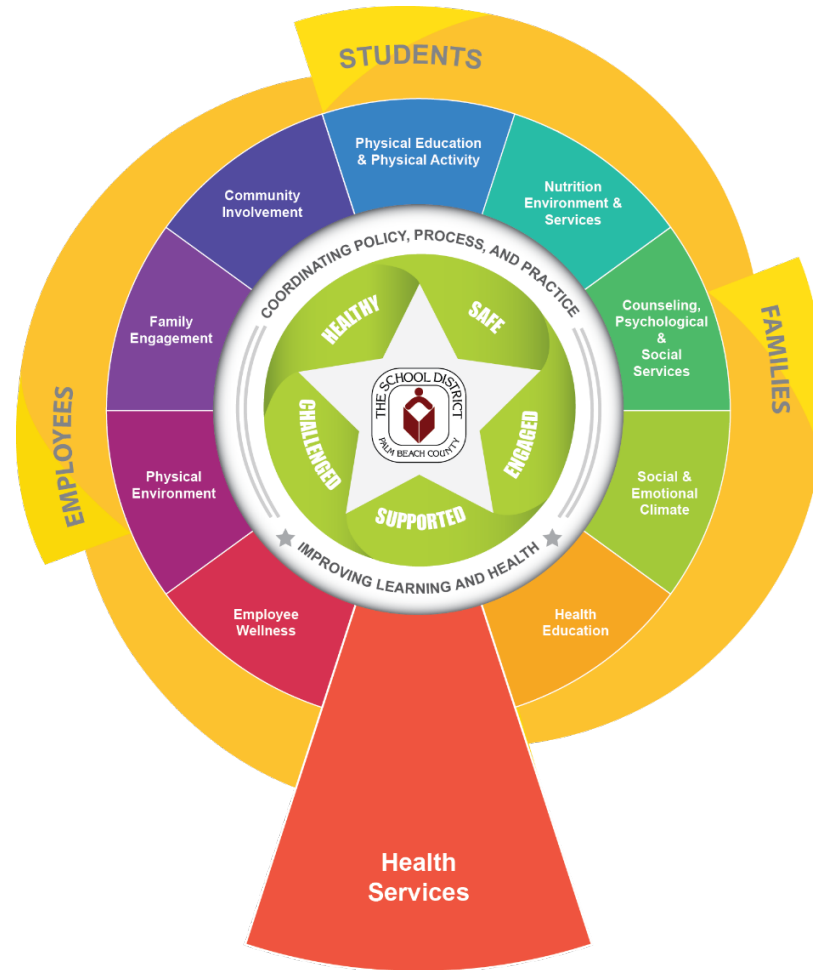 STUDENTS
FAMILIES
EMPLOYEES
Physical Education
& Physical Activity
Nutrition
Environment &
Services
Counseling,
Psychological
&
Social
Services
Social &
Emotional
Climate
Health
Education
Health
Services
Employee
Wellness
Physical
Environment
Family
Engagement
Community
Involvement
COORDINATING POLICY, PROCESS, AND PRACTICE
IMPROVING LEARNING AND HEALTH
HEALTHY
SAFE
ENGAGED
SUPPORTED
CHALLENGED
THE SCHOOL DISTRICT
PALM BEACH COUNTY